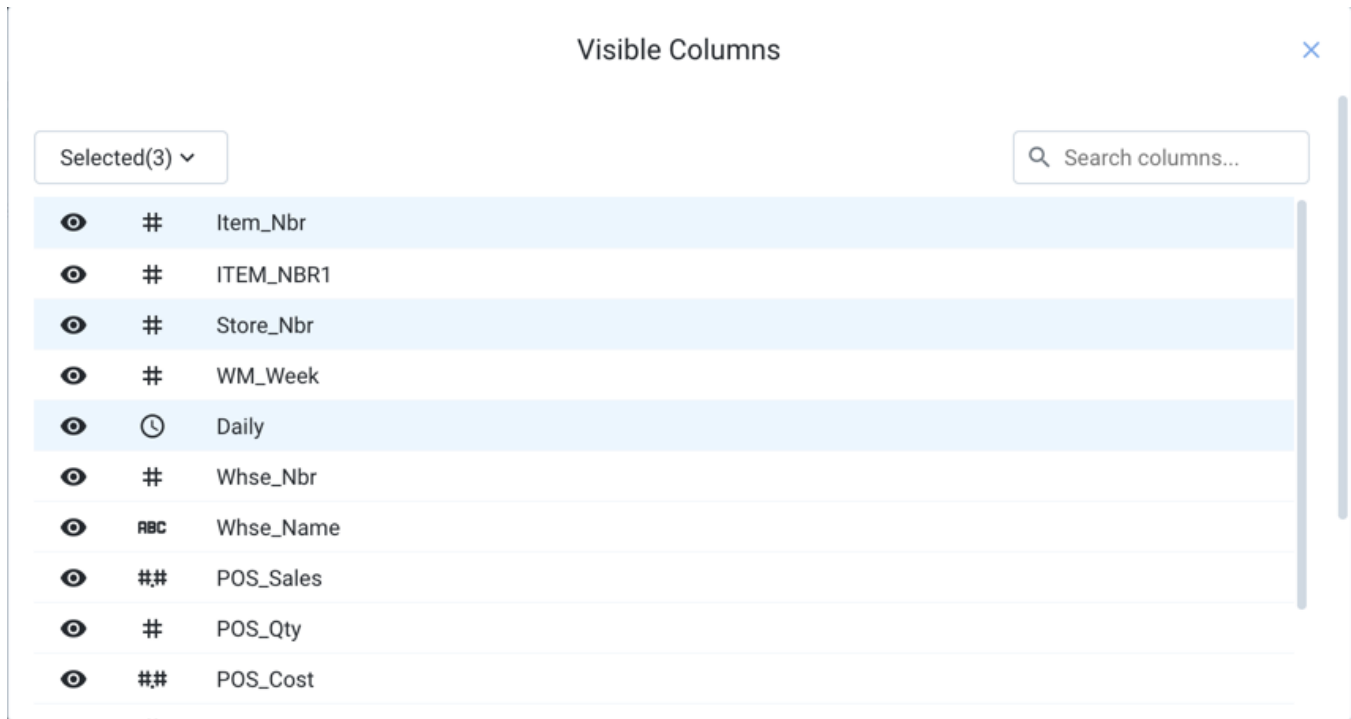 Visible Columns
Selected(3)
Search columns...
# Item_Nbr
# ITEM_NBR1
# Store_Nbr
# WM_Week
Daily
# Whse_Nbr
ABC Whse_Name
#.# POS_Sales
# POS_Qty
#.# POS_Cost